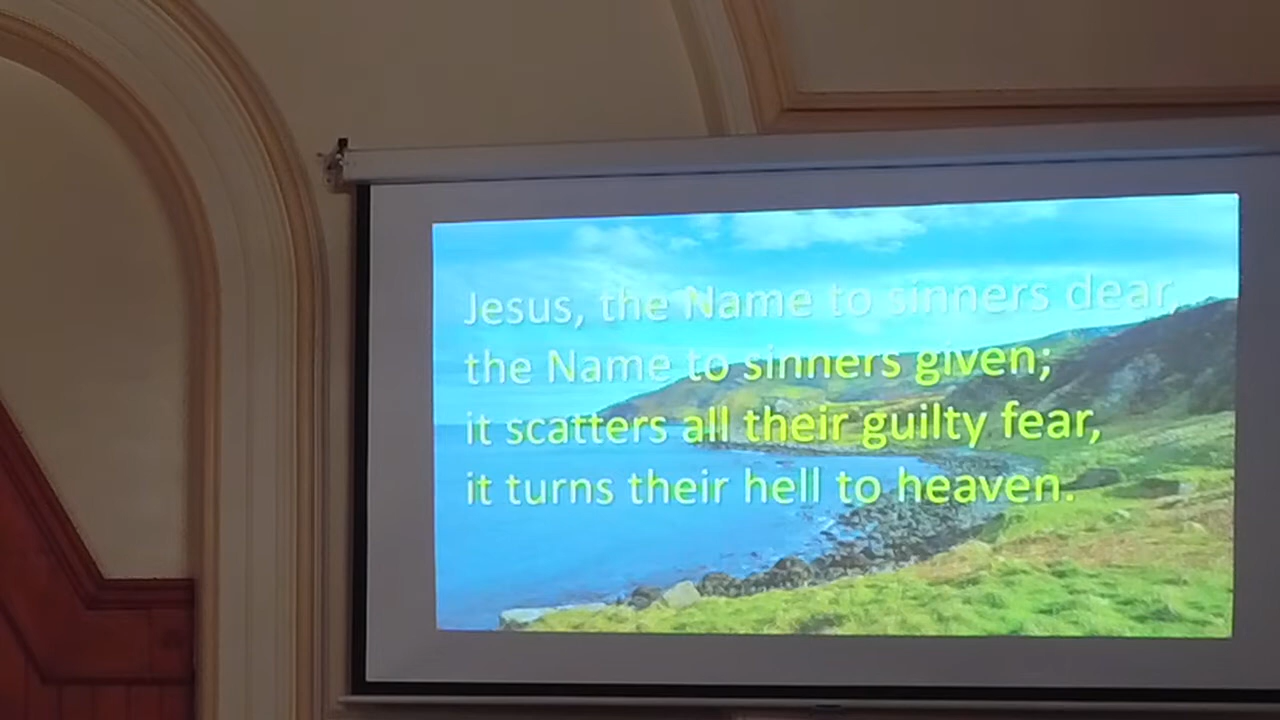 Jesus, the Name to sinners dear,
the Name to sinners given;
it scatters all their guilty fear,
it turns their hell to heaven.